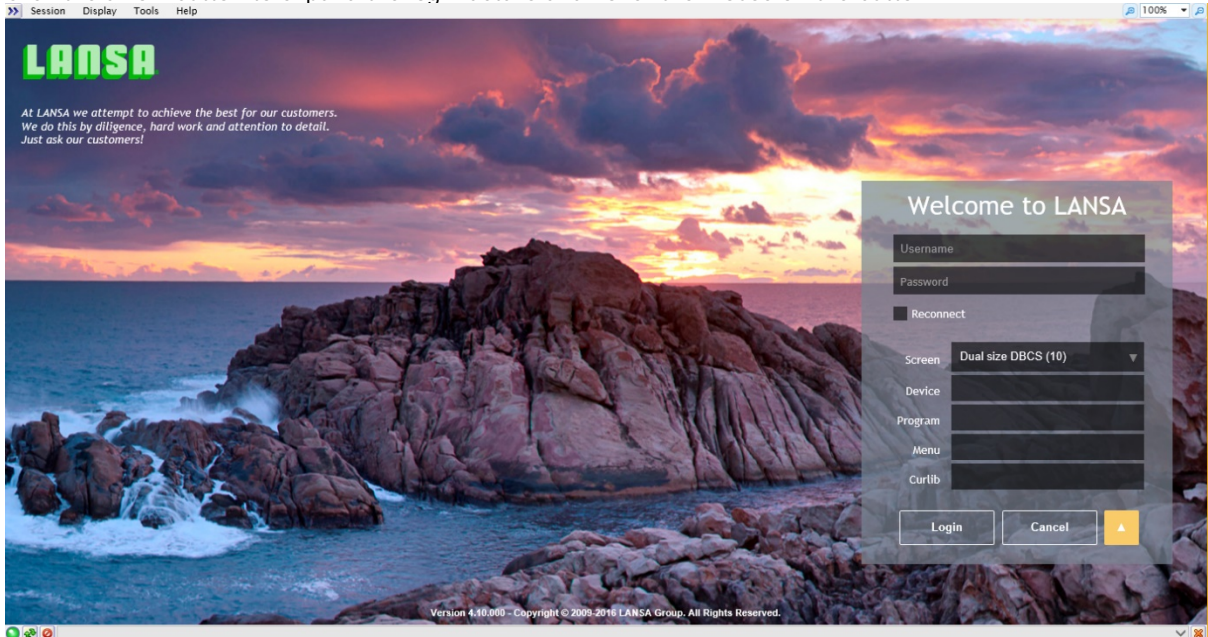 Session Display Tools Help
100%
LANSA
At LANSA we attempt to achieve the best for our customers.
We do this by diligence, hard work and attention to detail.
Just ask our customers!
Welcome to LANSA
Username
Password
Reconnect
Screen Dual size DBCS (10)
Device
Program
Menu
Curlib
Login Cancel
Version 4.10.000 - Copyright © 2009-2016 LANSA Group. All Rights Reserved.